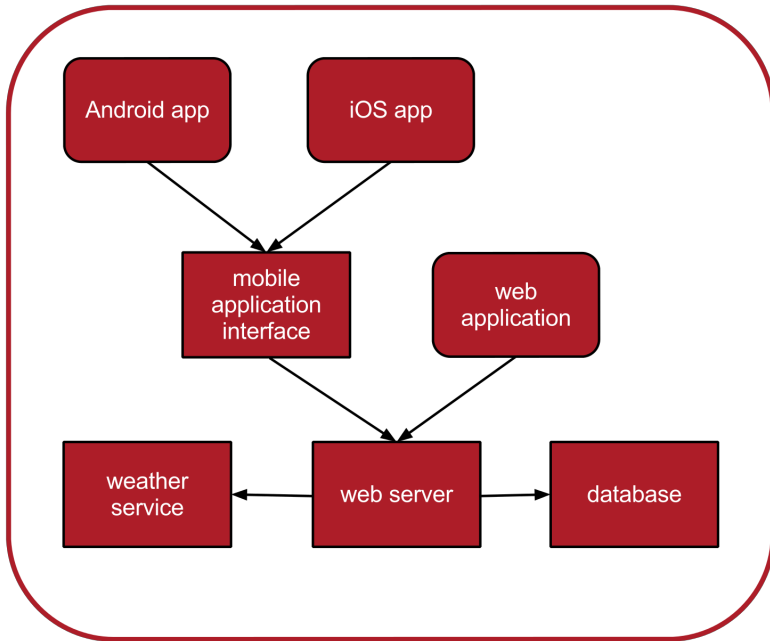 Android app
iOS app
mobile
application
interface
web
application
weather
service
web server
database